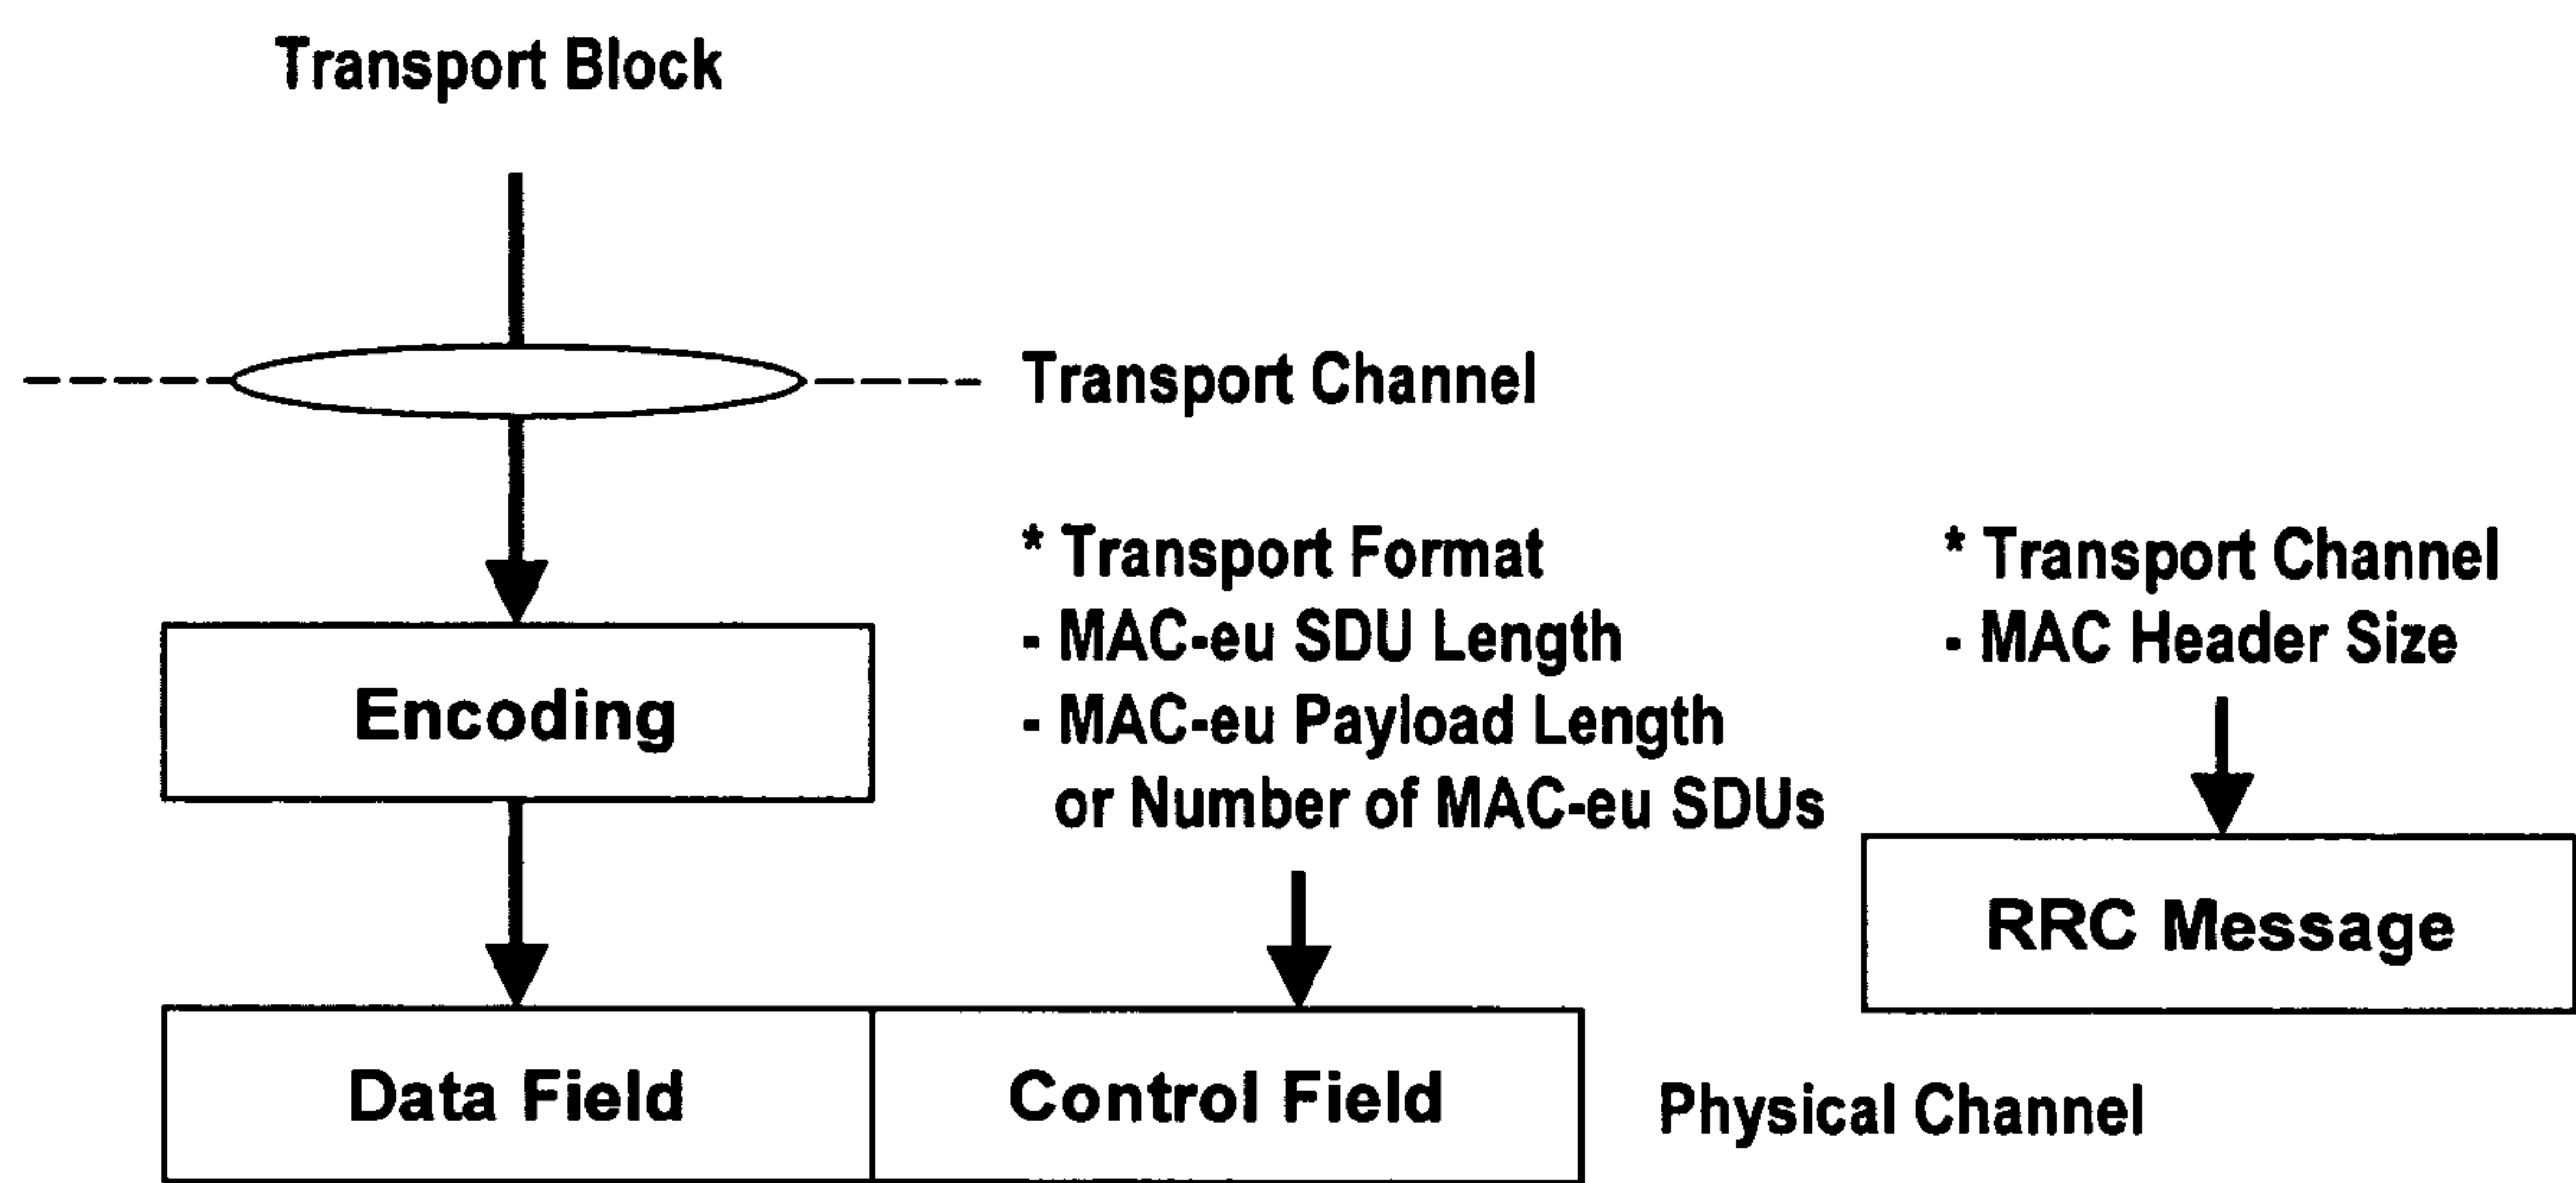 Transport Block
Transport Channel
* Transport Format
- MAC-eu SDU Length
- MAC-eu Payload Length
or Number of MAC-eu SDUs
* Transport Channel
- MAC Header Size
Encoding
RRC Message
Data Field
Control Field
Physical Channel